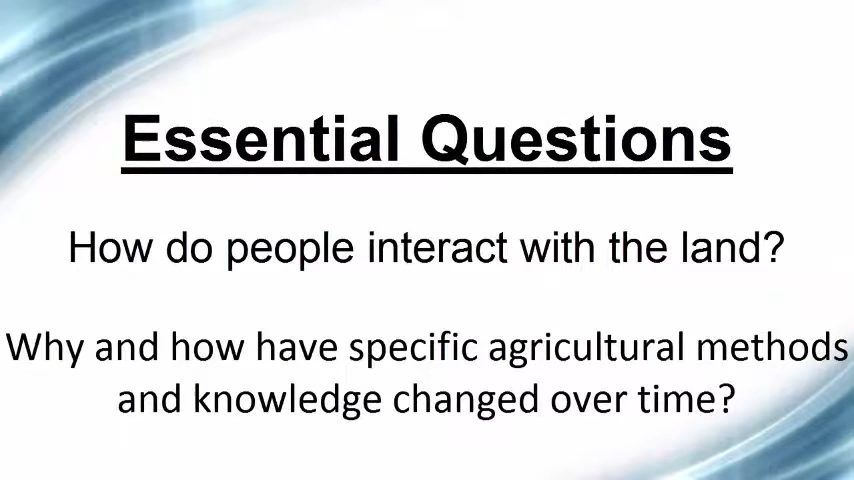 Essential Questions
How do people interact with the land?
Why and how have specific agricultural methods
and knowledge changed over time?